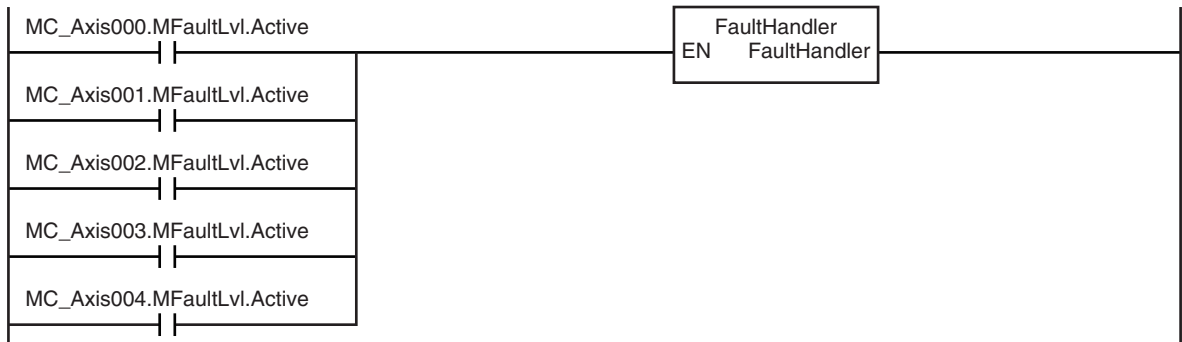 MC_Axis000.MFaultLvl.Active
FaultHandler
EN FaultHandler
MC_Axis001.MFaultLvl.Active
MC_Axis002.MFaultLvl.Active
MC_Axis003.MFaultLvl.Active
MC_Axis004.MFaultLvl.Active